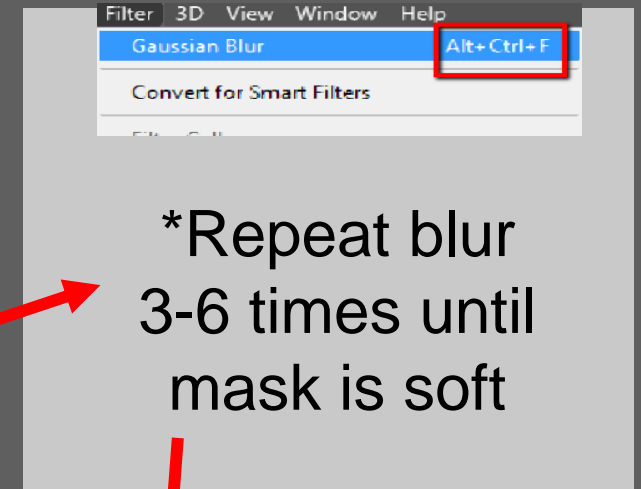 Filter 3D View Window Help
Gaussian Blur Alt+Ctrl+F
Convert for Smart Filters
*Repeat blur
3-6 times until
mask is soft